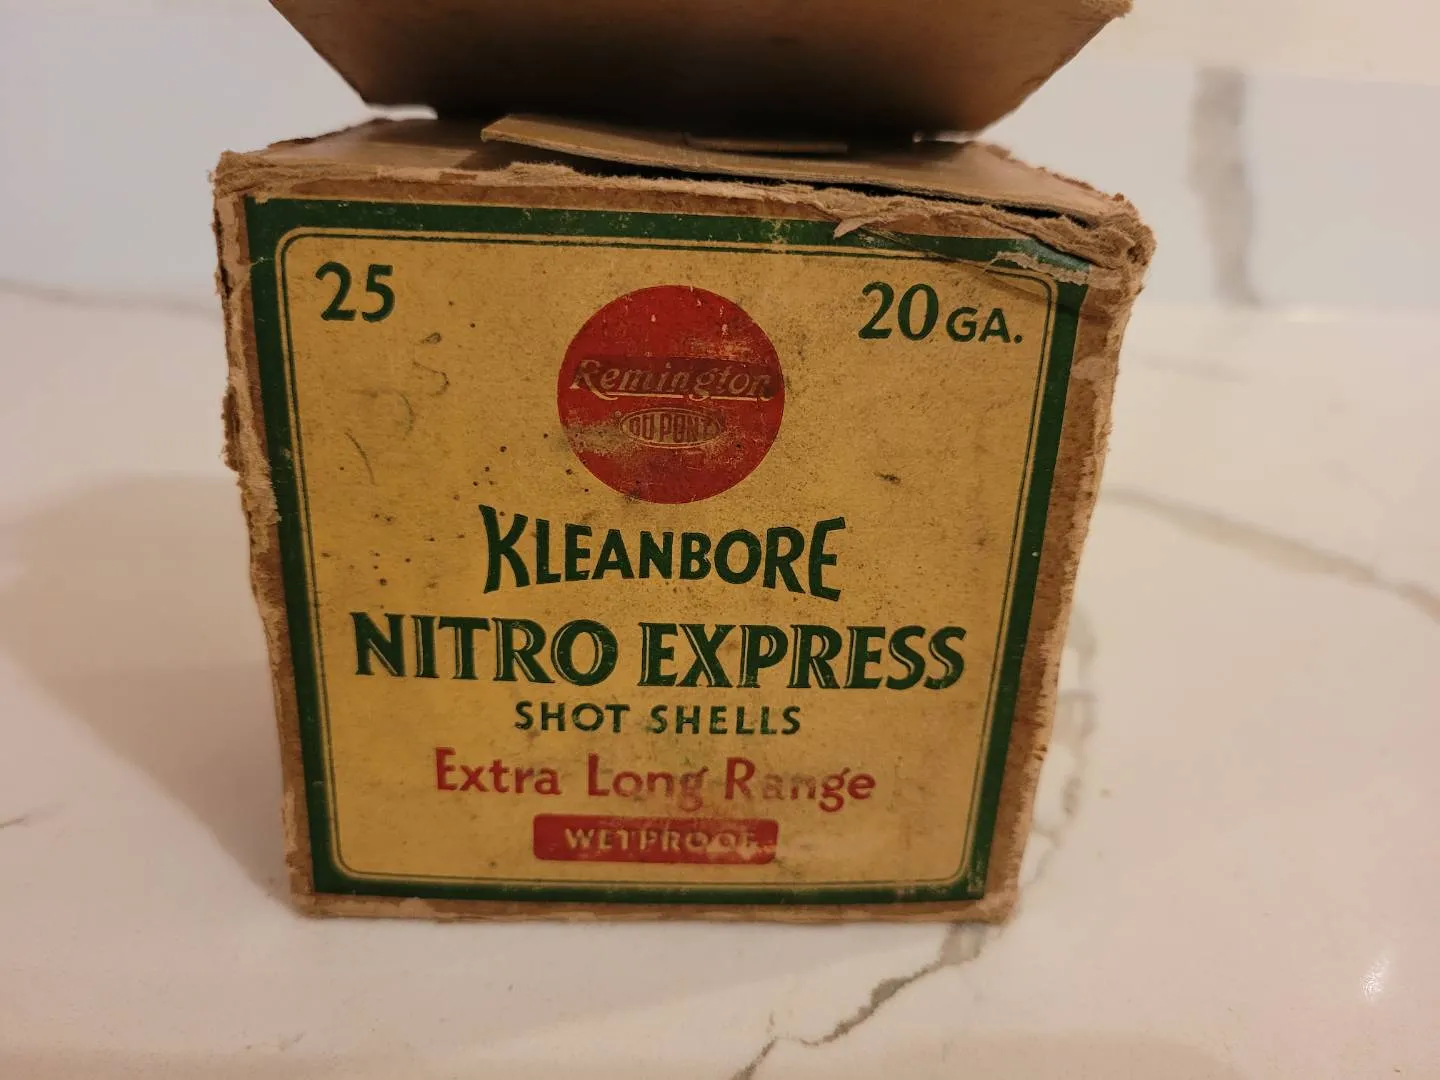 25
20 GA.
Remington
DU PONT
KLEANBORE
NITRO EXPRESS
SHOT SHELLS
Extra Long Range
WETPROOF